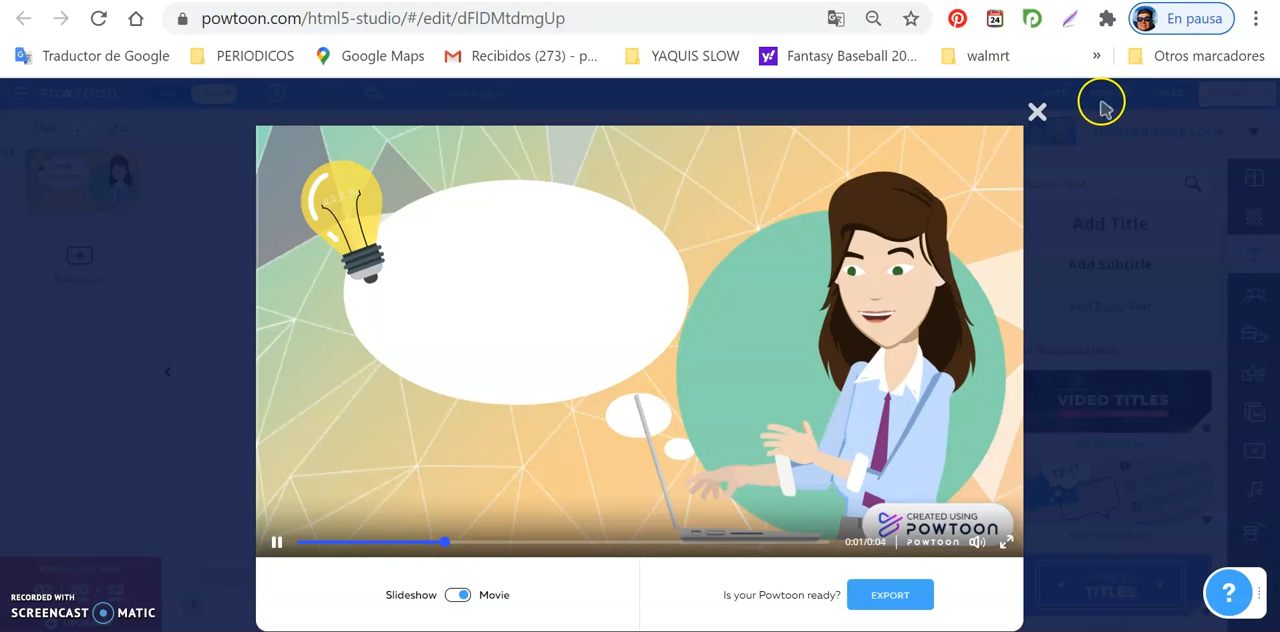 powtoon.com/html5-studio/#/edit/dFlDMtdmgUp
24
En pausa
Traductor de Google
PERIODICOS
Google Maps
Recibidos (273) - p...
YAQUIS SLOW
Fantasy Baseball 20...
walmrt
»
Otros marcadores
POWTOON
Add Title
Add Subtitle
Add Body Text
VIDEO TITLES
TITLES
CREATED USING
POWTOON
POWTOON
0:01/0:04
Slideshow
Movie
Is your Powtoon ready?
EXPORT
?
RECORDED WITH
SCREENCAST MATIC